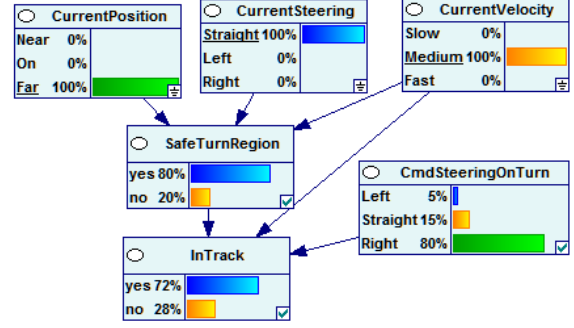 CurrentPosition
Near 0%
On 0%
Far 100%
CurrentSteering
Straight 100%
Left 0%
Right 0%
CurrentVelocity
Slow 0%
Medium 100%
Fast 0%
SafeTurnRegion
yes 80%
no 20%
CmdSteeringOnTurn
Left 5%
Straight 15%
Right 80%
InTrack
yes 72%
no 28%